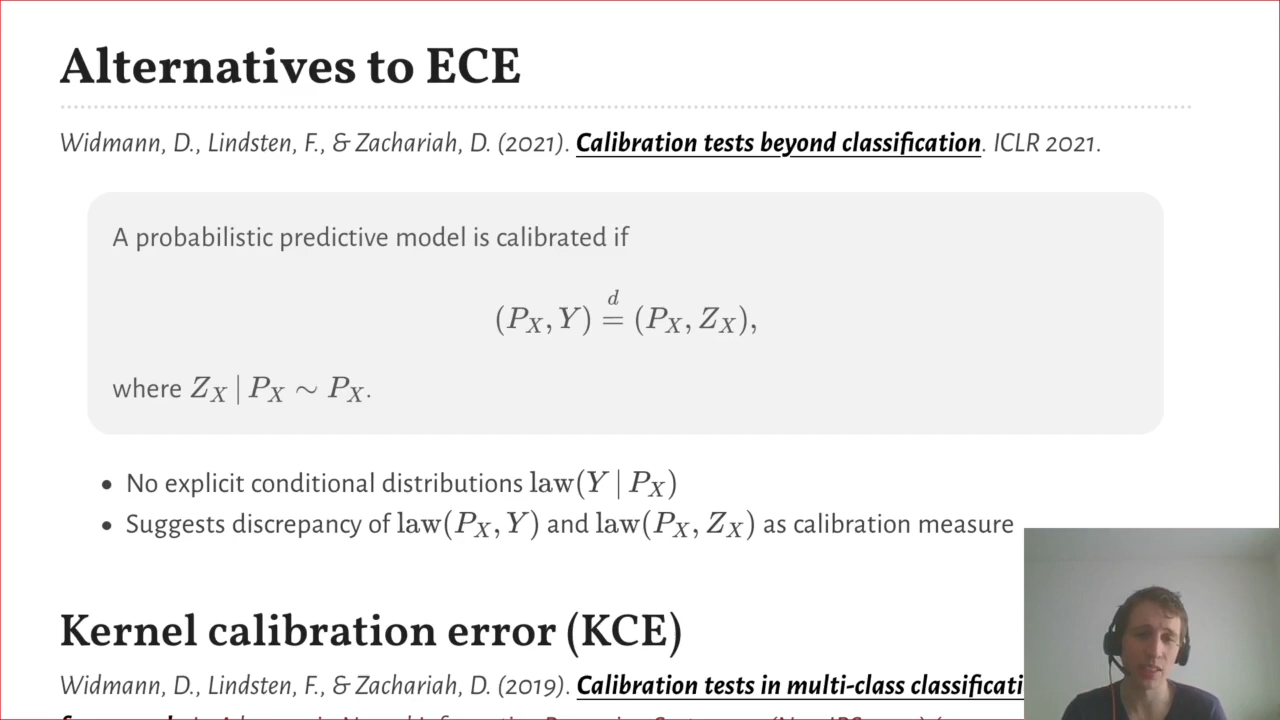 Alternatives to ECE
Widmann, D., Lindsten, F., & Zachariah, D. (2021). Calibration tests beyond classification. ICLR 2021.
A probabilistic predictive model is calibrated if
(P_X, Y) \stackrel{d}{=} (P_X, Z_X),
where Z_X | P_X ∼ P_X.
• No explicit conditional distributions law(Y | P_X)
• Suggests discrepancy of law(P_X, Y) and law(P_X, Z_X) as calibration measure
Kernel calibration error (KCE)
Widmann, D., Lindsten, F., & Zachariah, D. (2019). Calibration tests in multi-class classificati